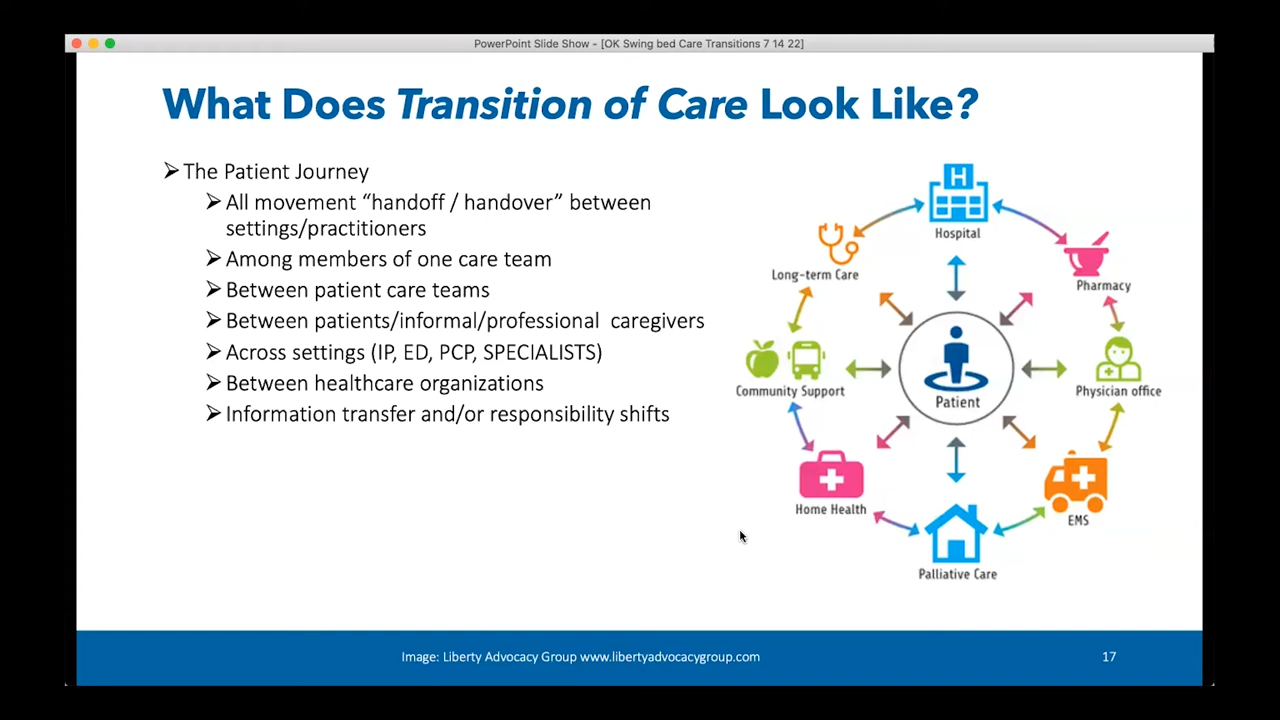 PowerPoint Slide Show - [OK Swing bed Care Transitions 7 14 22]
What Does Transition of Care Look Like?
The Patient Journey
All movement “handoff / handover” between
settings/practitioners
Among members of one care team
Between patient care teams
Between patients/informal/professional caregivers
Across settings (IP, ED, PCP, SPECIALISTS)
Between healthcare organizations
Information transfer and/or responsibility shifts
H
Hospital
Long-term Care
Pharmacy
Community Support
Patient
Physician office
Home Health
EMS
Palliative Care
Image: Liberty Advocacy Group www.libertyadvocacygroup.com
17